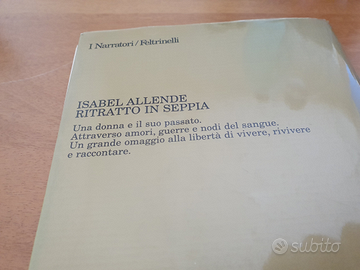 I Narratori/Feltrinelli
ISABEL ALLENDE
RITRATTO IN SEPPIA
Una donna e il suo passato.
Attraverso amori, guerre e nodi del sangue.
Un grande omaggio alla libertà di vivere, rivivere
e raccontare.
subito